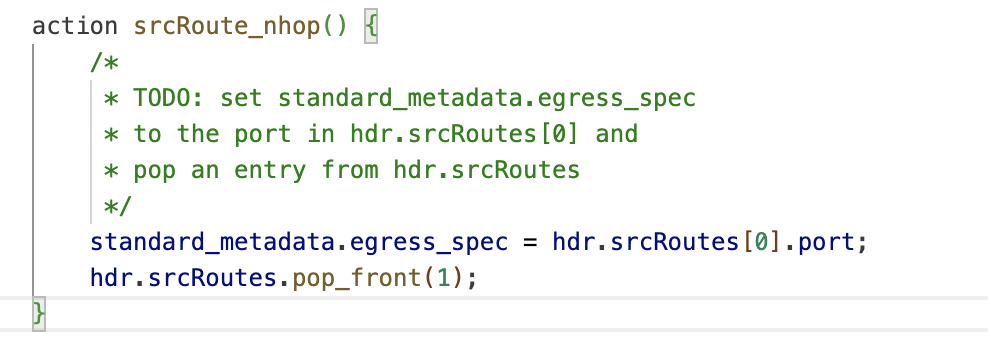 action srcRoute_nhop() {
    /*
     * TODO: set standard_metadata.egress_spec
     * to the port in hdr.srcRoutes[0] and
     * pop an entry from hdr.srcRoutes
     */
    standard_metadata.egress_spec = hdr.srcRoutes[0].port;
    hdr.srcRoutes.pop_front(1);
}